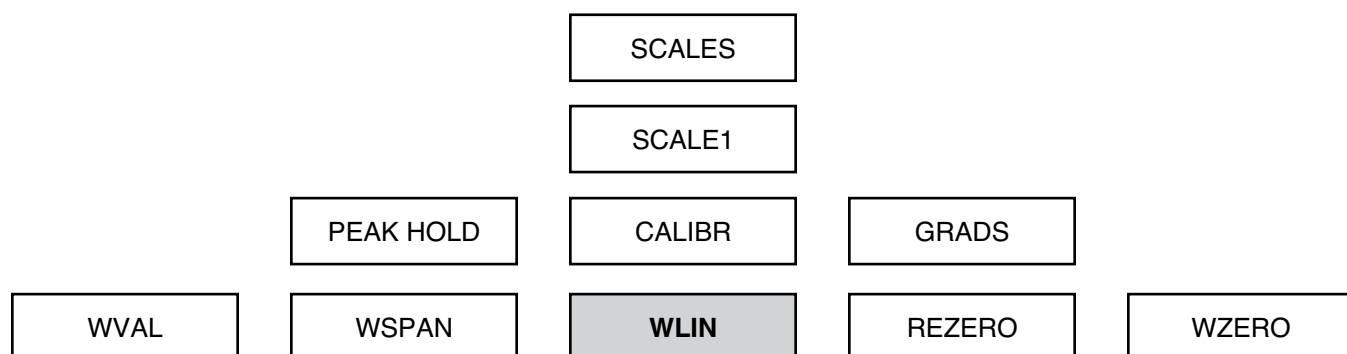 SCALES
SCALE1
PEAK HOLD CALIBR GRADS
WVAL WSPAN WLIN REZERO WZERO